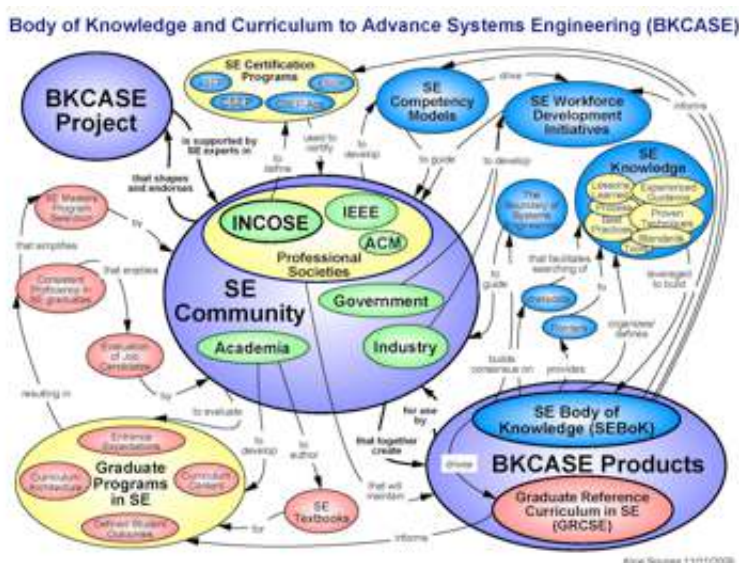 Body of Knowledge and Curriculum to Advance Systems Engineering (BKCASE)
BKCASE
Project
SE Certification
Programs
SE
Competency
Models
drive
SE Workforce
Development
Initiatives
informs
is supported by
SE experts in
that shapes
and endorses
to
define
used to
certify
to
develop
to guide
to develop
SE
Knowledge
Lessons
Learned
Experienced
Guidance
Best
Practices
Proven
Techniques
Standards
Tools
SE Masters
Program
by
that simplifies
Consistent
Proficiency in
SE graduates
that enables
Evaluation
of Job
Candidates
by
resulting in
INCOSE
IEEE
ACM
Professional
Societies
SE
Community
Government
Industry
Academia
The
Boundary of
Systems
Engineering
to
guide
that facilitates
searching of
to
leveraged
to build
organizes/
defines
builds
consensus on
provides
to evaluate
to
develop
to
author
that together
create
for use
by
that will
maintain
Graduate
Programs
in SE
Entrance
Expectations
Curriculum
Architecture
Curriculum
Content
Defined Student
Outcomes
for
SE
Textbooks
informs
SE Body of
Knowledge (SEBoK)
BKCASE Products
drives
Graduate Reference
Curriculum in SE
(GRCSE)